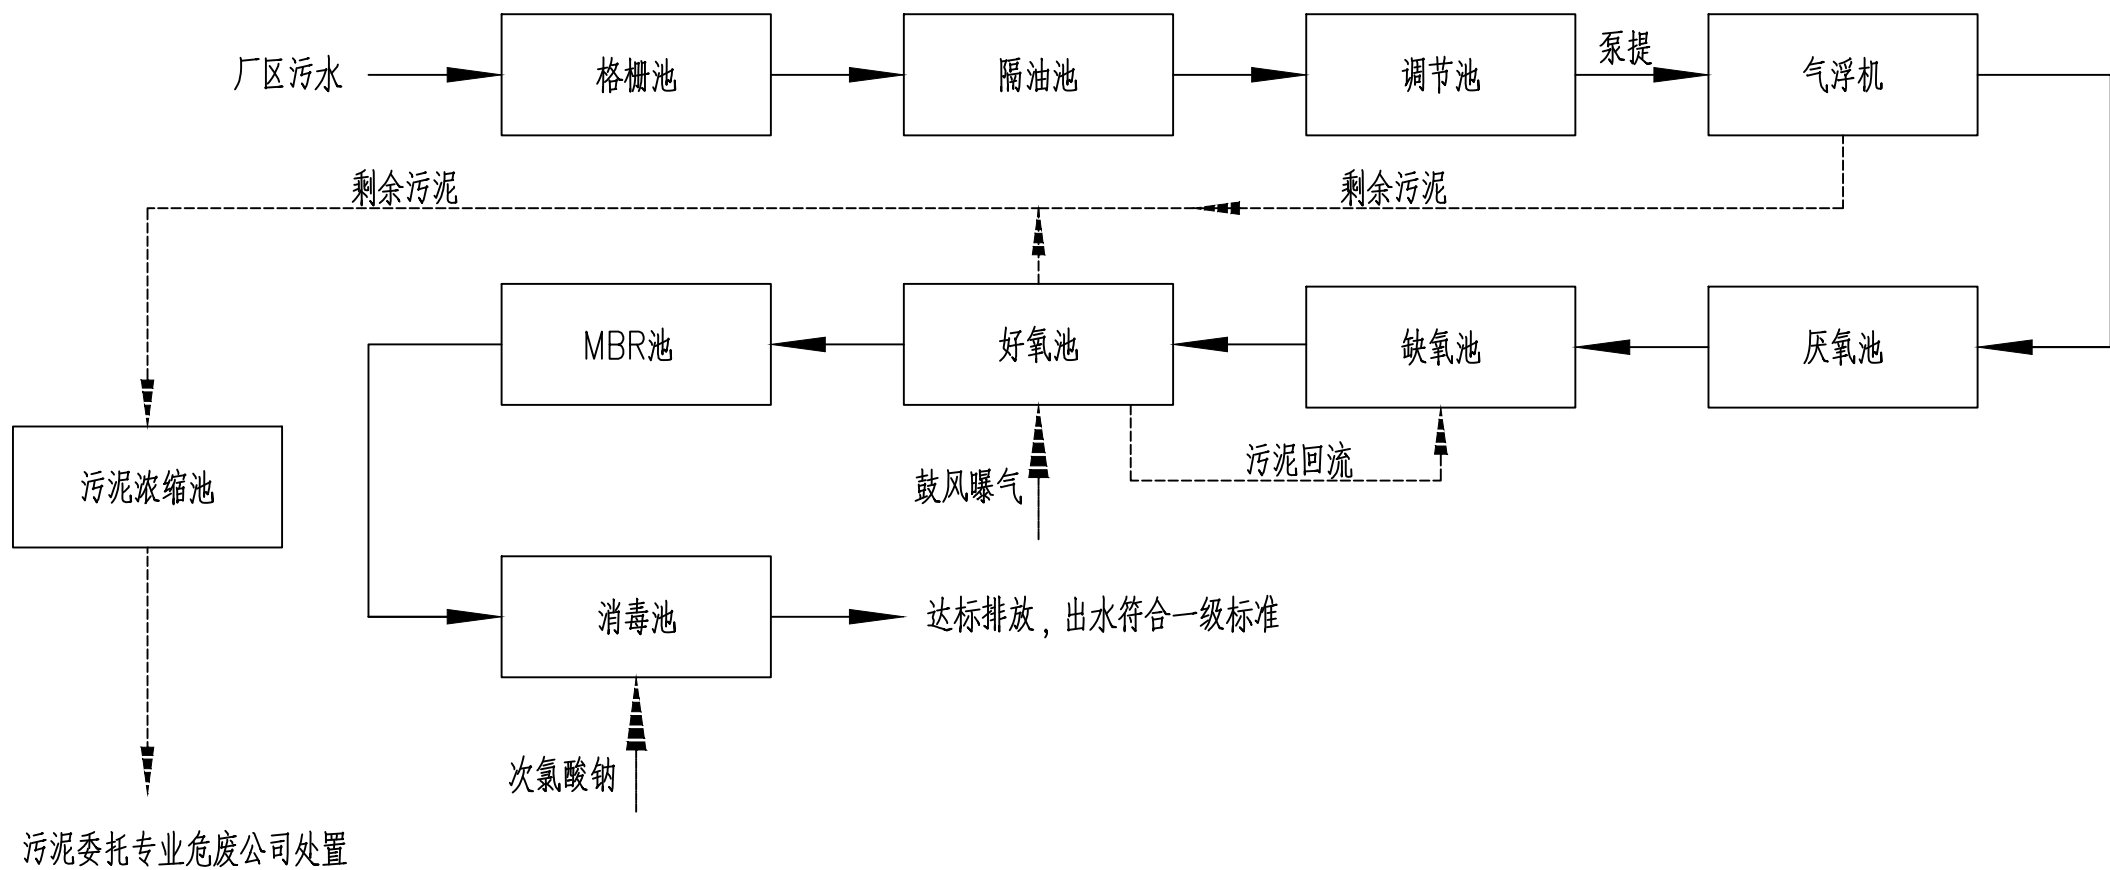 厂区污水
格栅池
隔油池
调节池
泵提
气浮机
剩余污泥
剩余污泥
MBR池
好氧池
缺氧池
厌氧池
污泥浓缩池
鼓风曝气
污泥回流
消毒池
达标排放，出水符合一级标准
次氯酸钠
污泥委托专业危废公司处置